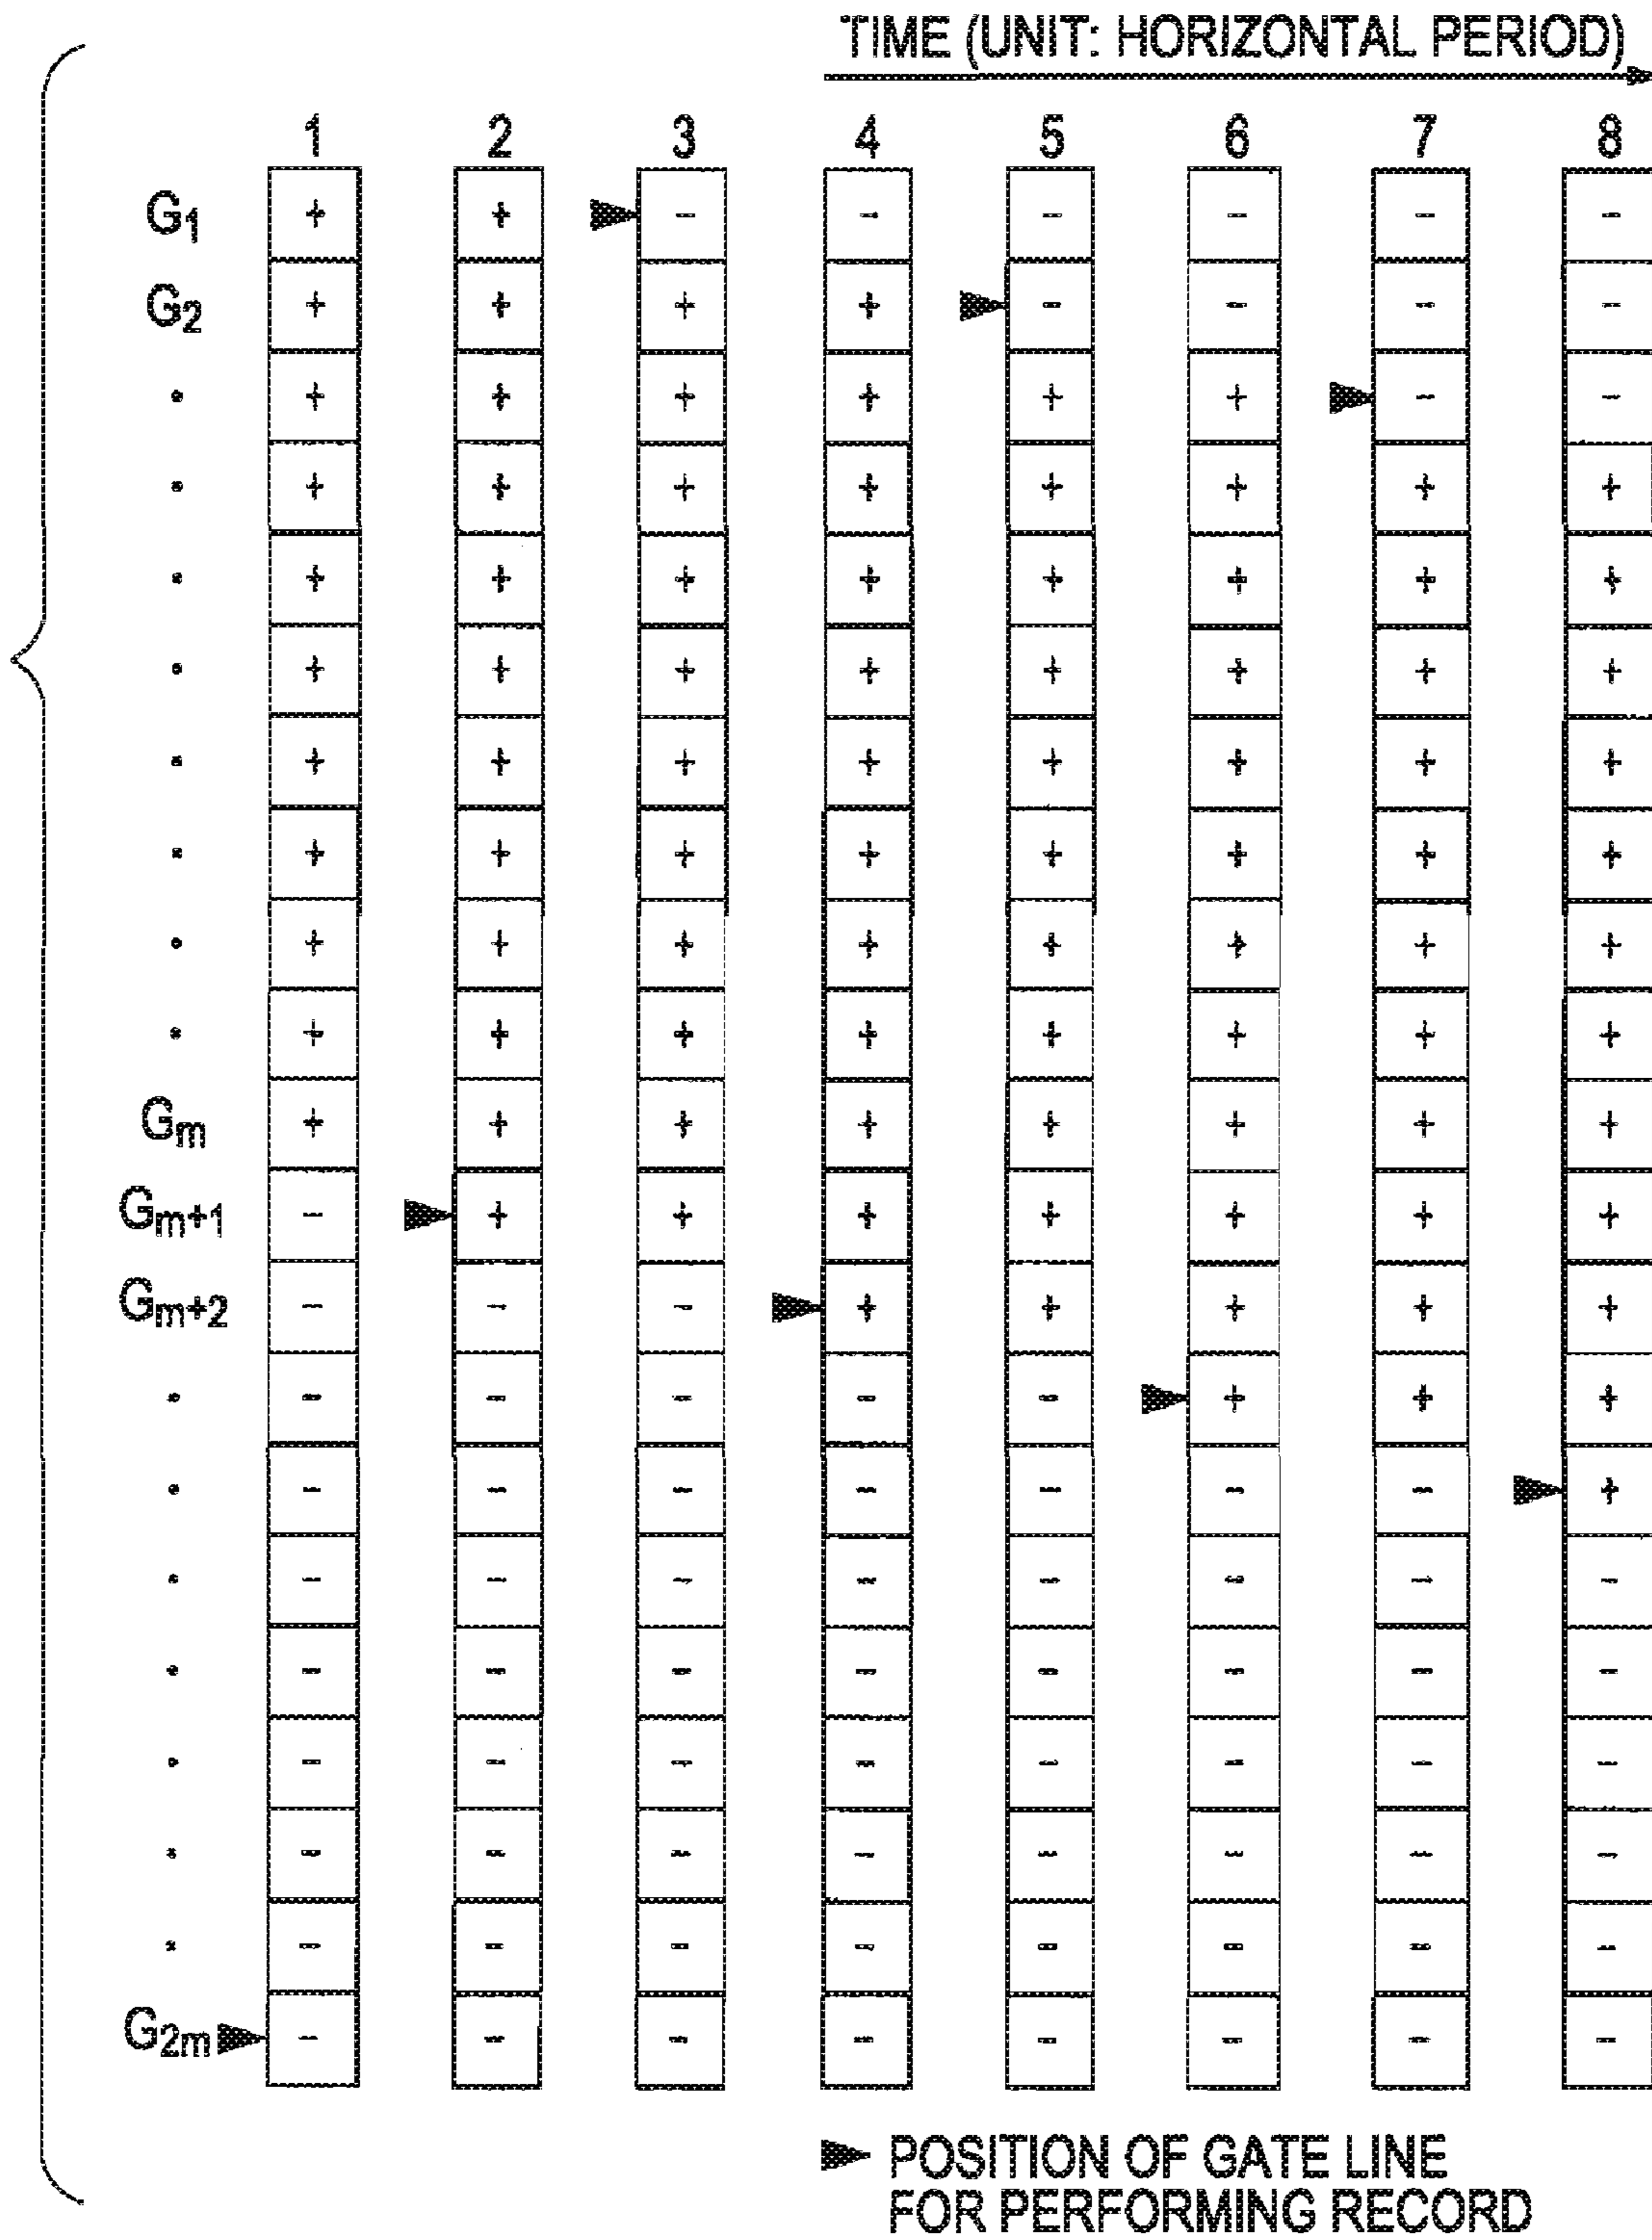 TIME (UNIT: HORIZONTAL PERIOD)
1 2 3 4 5 6 7 8
G1 + + - - - - - -
G2 + + + + - - - -
• + + + + + + - -
• + + + + + + + +
• + + + + + + + +
• + + + + + + + +
• + + + + + + + +
• + + + + + + + +
• + + + + + + + +
• + + + + + + + +
Gm + + + + + + + +
Gm+1 - + + + + + + +
Gm+2 - - - + + + + +
• - - - - - + + +
• - - - - - - - +
• - - - - - - - -
• - - - - - - - -
• - - - - - - - -
• - - - - - - - -
• - - - - - - - -
G2m - - - - - - - -
POSITION OF GATE LINE
FOR PERFORMING RECORD